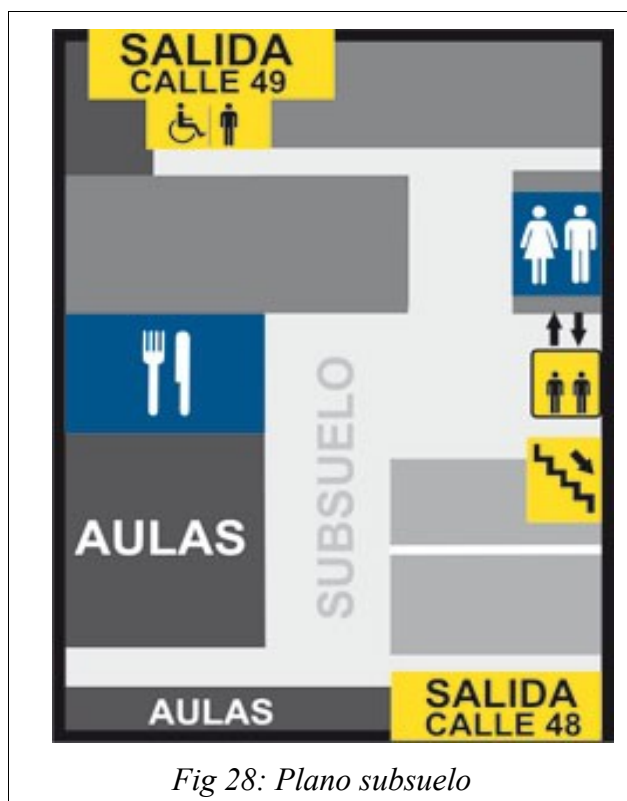 SALIDA
CALLE 49
SUBSUELO
AULAS
AULAS
SALIDA
CALLE 48
Fig 28: Plano subsuelo